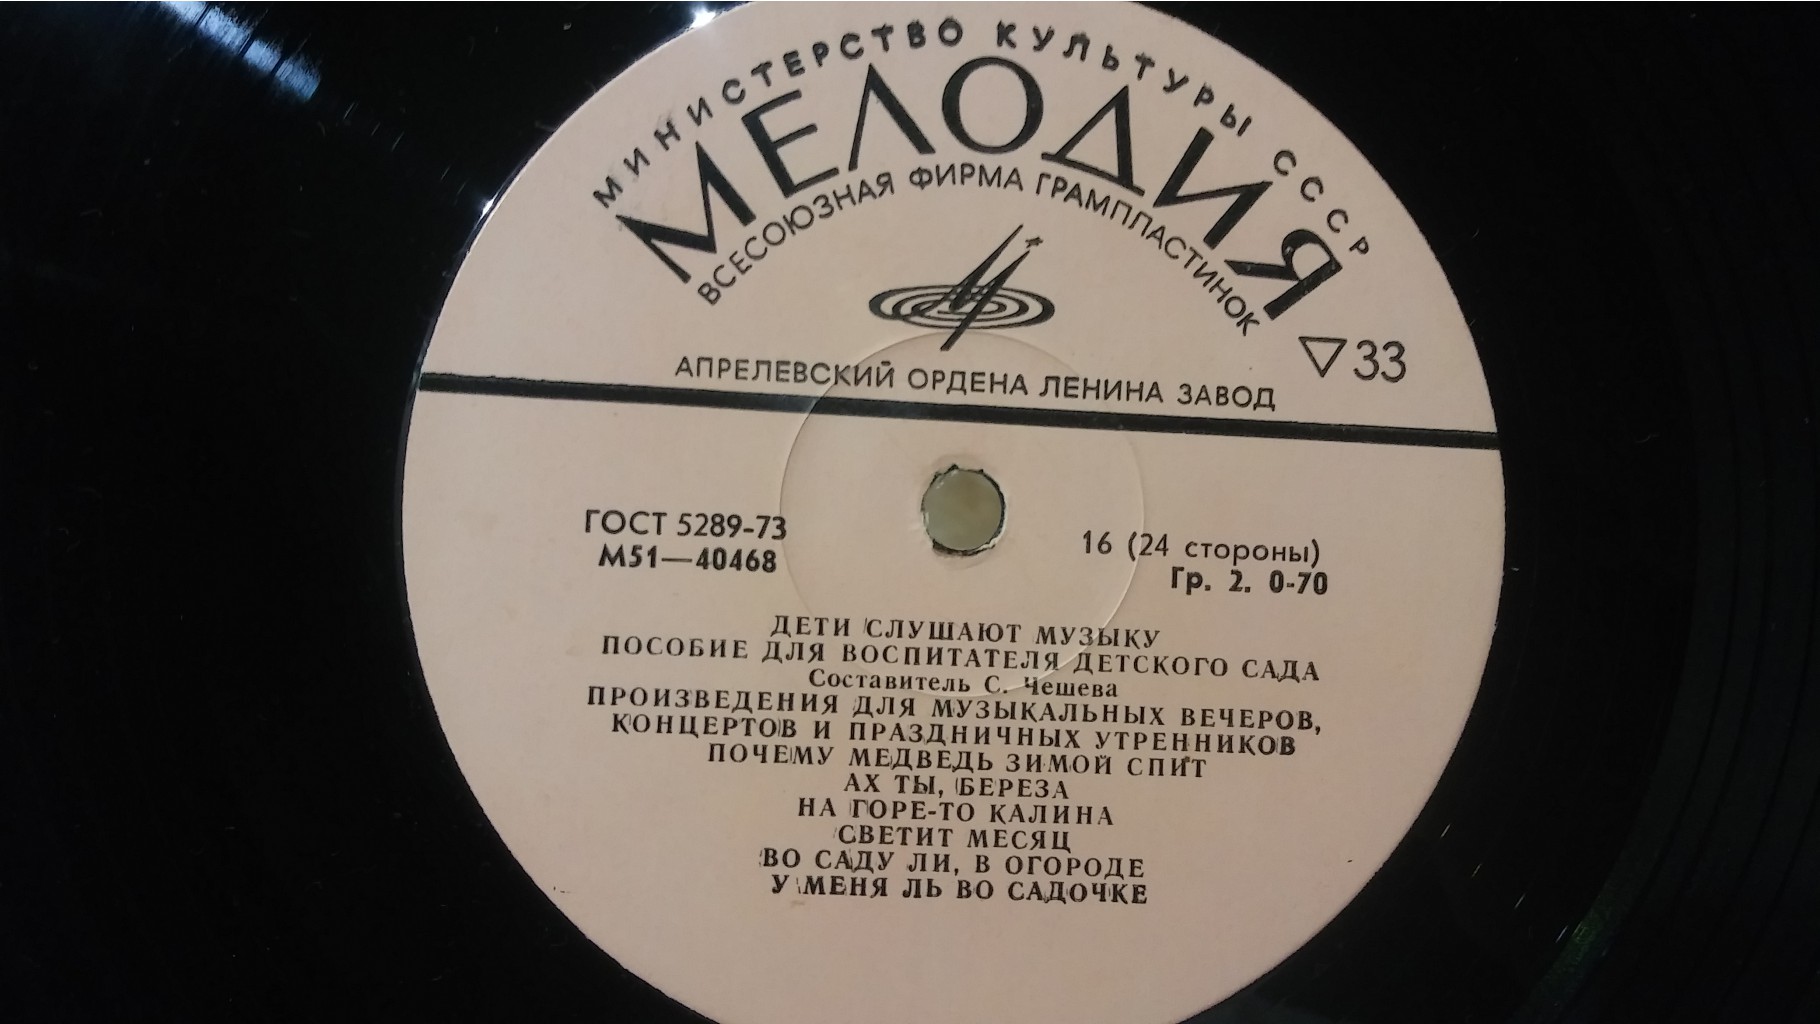 МИНИСТЕРСТВО КУЛЬТУРЫ СССР
МЕЛОДИЯ
ВСЕСОЮЗНАЯ ФИРМА ГРАМПЛАСТИНОК
▽33
АПРЕЛЕВСКИЙ ОРДЕНА ЛЕНИНА ЗАВОД
ГОСТ 5289-73
М51—40468
16 (24 стороны)
Гр. 2. 0-70
ДЕТИ СЛУШАЮТ МУЗЫКУ
ПОСОБИЕ ДЛЯ ВОСПИТАТЕЛЯ ДЕТСКОГО САДА
Составитель С. Чешева
ПРОИЗВЕДЕНИЯ ДЛЯ МУЗЫКАЛЬНЫХ ВЕЧЕРОВ,
КОНЦЕРТОВ И ПРАЗДНИЧНЫХ УТРЕННИКОВ
ПОЧЕМУ МЕДВЕДЬ ЗИМОЙ СПИТ
АХ ТЫ, БЕРЕЗА
НА ГОРЕ-ТО КАЛИНА
СВЕТИТ МЕСЯЦ
ВО САДУ ЛИ, В ОГОРОДЕ
У МЕНЯ ЛЬ ВО САДОЧКЕ